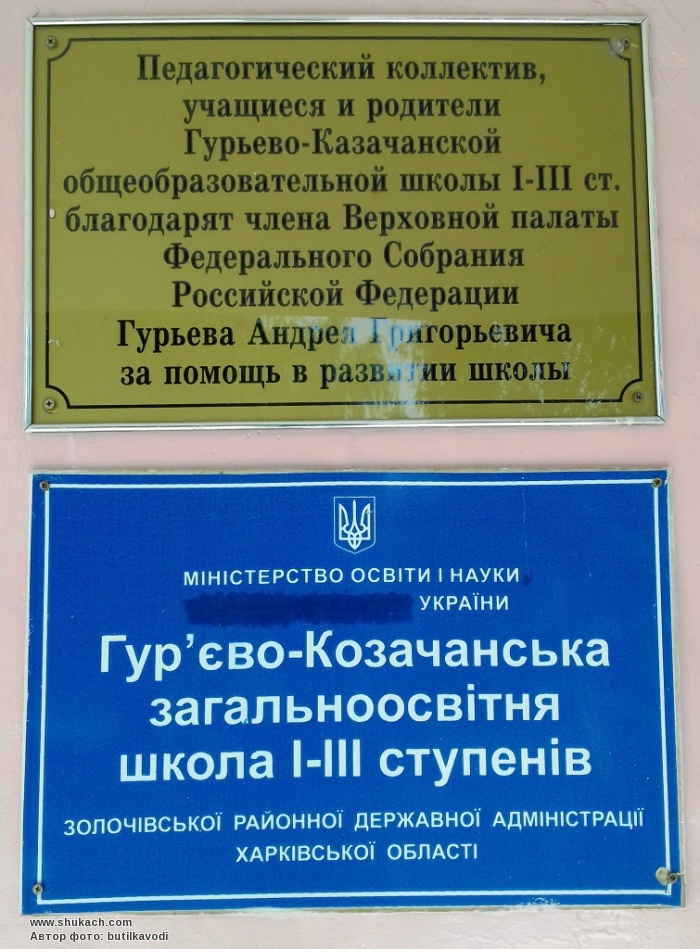 Педагогический коллектив,
учащиеся и родители
Гурьево-Казачанской
общеобразовательной школы I-III ст.
благодарят члена Верховной палаты
Федерального Собрания
Российской Федерации
Гурьева Андрея Григорьевича
за помощь в развитии школы
МІНІСТЕРСТВО ОСВІТИ І НАУКИ
УКРАЇНИ
Гур’єво-Козачанська
загальноосвітня
школа І-ІІІ ступенів
ЗОЛОЧІВСЬКОЇ РАЙОННОЇ ДЕРЖАВНОЇ АДМІНІСТРАЦІЇ
ХАРКІВСЬКОЇ ОБЛАСТІ
www.shukach.com
Автор фото: butilkavodi